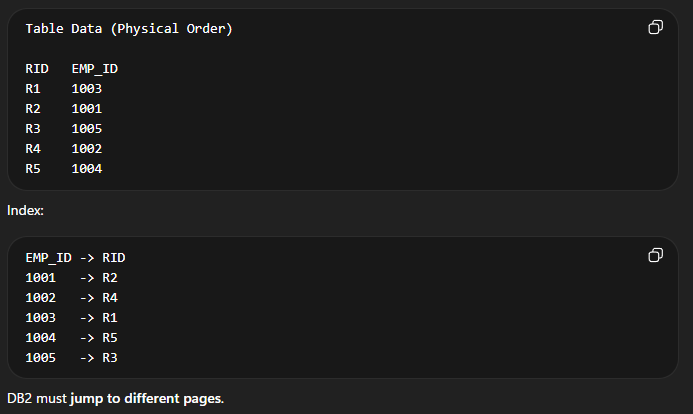 Table Data (Physical Order)
RID EMP_ID
R1 1003
R2 1001
R3 1005
R4 1002
R5 1004
Index:
EMP_ID -> RID
1001 -> R2
1002 -> R4
1003 -> R1
1004 -> R5
1005 -> R3
DB2 must jump to different pages.